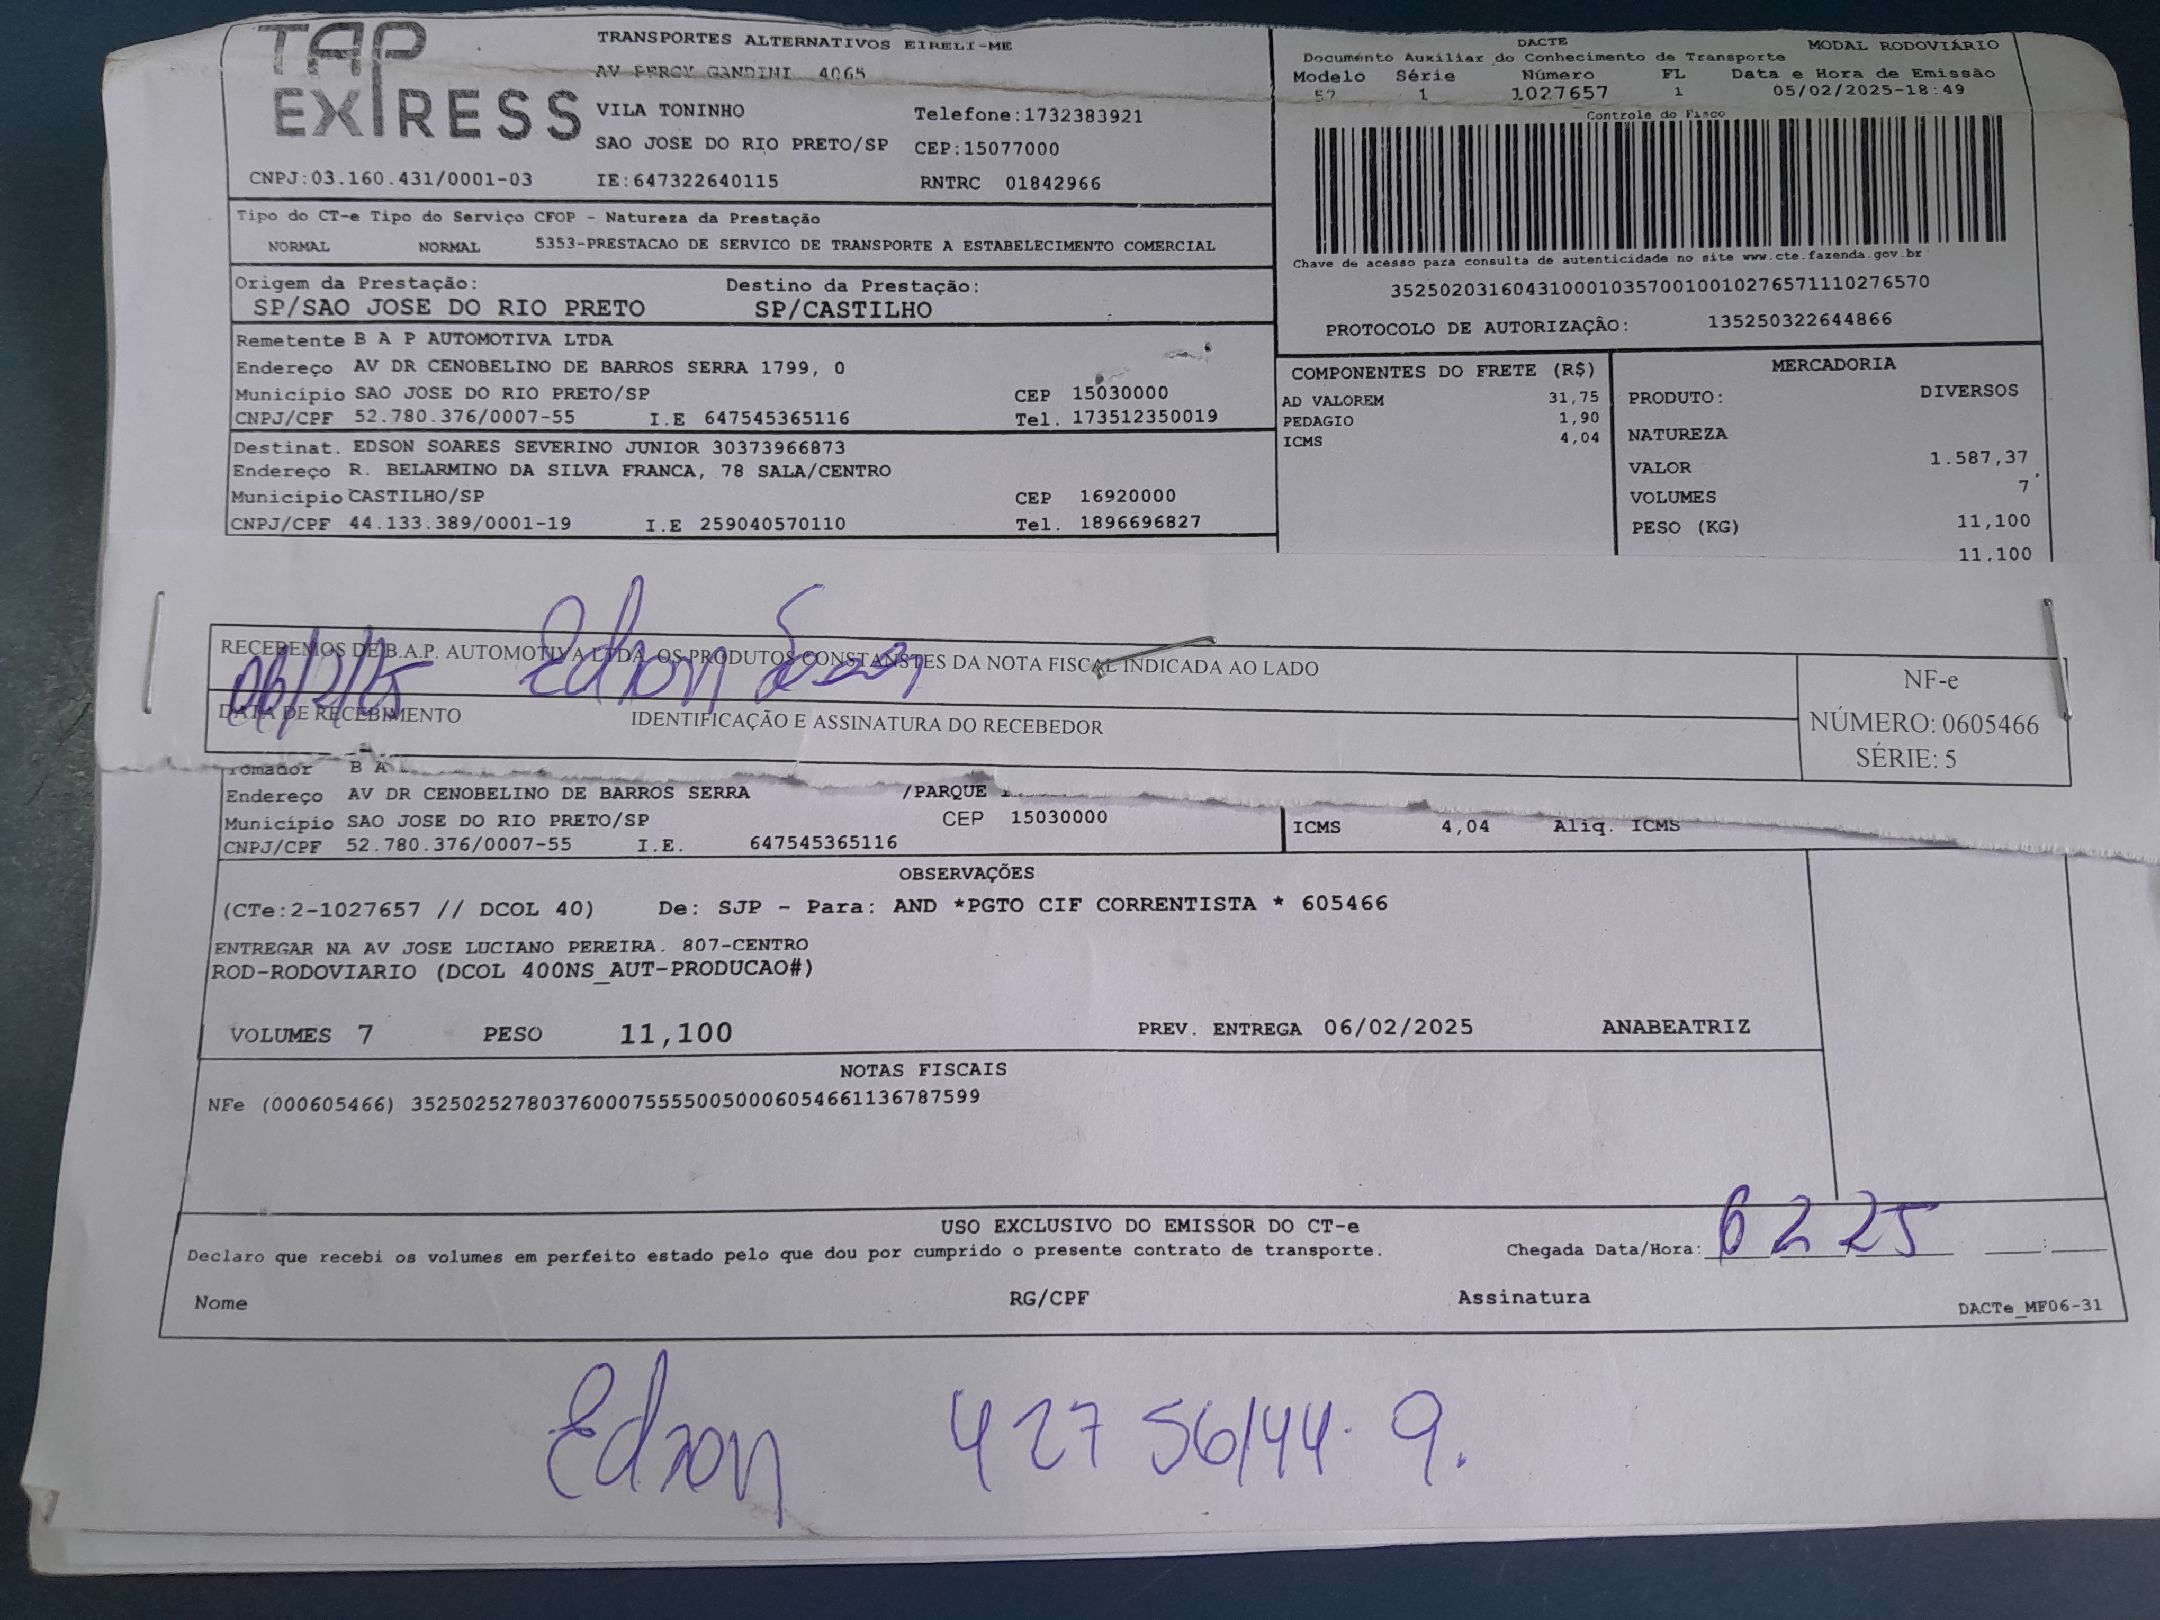 TAP
EXPRESS
TRANSPORTES ALTERNATIVOS EIRELI-ME
AV PERCY GANDINI 4065
VILA TONINHO
Telefone:1732383921
SAO JOSE DO RIO PRETO/SP CEP:15077000
CNPJ:03.160.431/0001-03 IE:647322640115 RNTRC 01842966
DACTE MODAL RODOVIÁRIO
Documento Auxiliar do Conhecimento de Transporte
Modelo Série Número FL Data e Hora de Emissão
57 1 1027657 1 05/02/2025-18:49
Controle do Fisco
Chave de acesso para consulta de autenticidade no site www.cte.fazenda.gov.br
35250203160431000103570010010276571110276570
PROTOCOLO DE AUTORIZAÇÃO: 135250322644866
Tipo do CT-e Tipo do Serviço CFOP - Natureza da Prestação
NORMAL NORMAL 5353-PRESTACAO DE SERVICO DE TRANSPORTE A ESTABELECIMENTO COMERCIAL
Origem da Prestação: Destino da Prestação:
SP/SAO JOSE DO RIO PRETO SP/CASTILHO
Remetente B A P AUTOMOTIVA LTDA
Endereço AV DR CENOBELINO DE BARROS SERRA 1799, 0
Município SAO JOSE DO RIO PRETO/SP CEP 15030000
CNPJ/CPF 52.780.376/0007-55 I.E 647545365116 Tel. 173512350019
Destinat. EDSON SOARES SEVERINO JUNIOR 30373966873
Endereço R. BELARMINO DA SILVA FRANCA, 78 SALA/CENTRO
Município CASTILHO/SP CEP 16920000
CNPJ/CPF 44.133.389/0001-19 I.E 259040570110 Tel. 1896696827
COMPONENTES DO FRETE (R$)
AD VALOREM 31,75
PEDAGIO 1,90
ICMS 4,04
MERCADORIA
PRODUTO: DIVERSOS
NATUREZA
VALOR 1.587,37
VOLUMES 7
PESO (KG) 11,100
11,100
RECEBEMOS DE B.A.P. AUTOMOTIVA LTDA OS PRODUTOS CONSTANSTES DA NOTA FISCAL INDICADA AO LADO
06/2/25 Edson
DATA DE RECEBIMENTO IDENTIFICAÇÃO E ASSINATURA DO RECEBEDOR
NF-e
NÚMERO: 0605466
SÉRIE: 5
Tomador B A
Endereço AV DR CENOBELINO DE BARROS SERRA /PARQUE
Município SAO JOSE DO RIO PRETO/SP CEP 15030000
CNPJ/CPF 52.780.376/0007-55 I.E. 647545365116
ICMS 4,04 Aliq. ICMS
OBSERVAÇÕES
(CTe:2-1027657 // DCOL 40) De: SJP - Para: AND *PGTO CIF CORRENTISTA * 605466
ENTREGAR NA AV JOSE LUCIANO PEREIRA. 807-CENTRO
ROD-RODOVIARIO (DCOL 400NS_AUT-PRODUCAO#)
VOLUMES 7 PESO 11,100 PREV. ENTREGA 06/02/2025 ANABEATRIZ
NOTAS FISCAIS
NFe (000605466) 35250252780376000755550050006054661136787599
USO EXCLUSIVO DO EMISSOR DO CT-e
Declaro que recebi os volumes em perfeito estado pelo que dou por cumprido o presente contrato de transporte. Chegada Data/Hora: 6 2 25 :
Nome RG/CPF Assinatura DACTe_MF06-31
Edson 427 56144. 9.